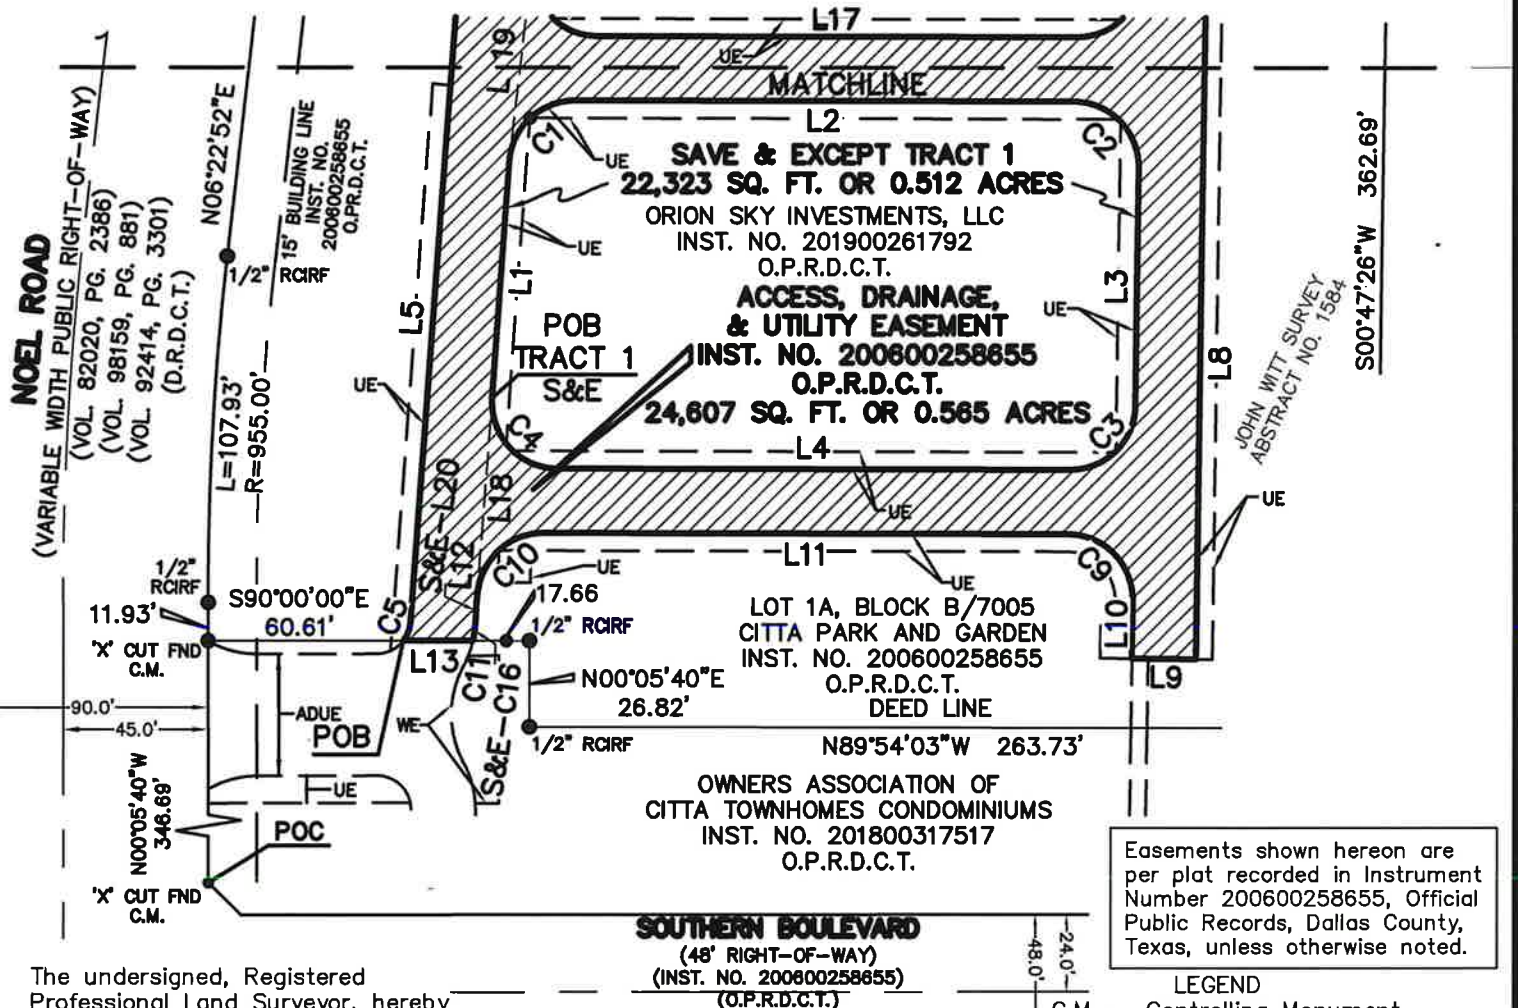 L17
UE
MATCHLINE
L19
L2
C1
C2
UE
SAVE & EXCEPT TRACT 1
22,323 SQ. FT. OR 0.512 ACRES
ORION SKY INVESTMENTS, LLC
INST. NO. 201900261792
O.P.R.D.C.T.
ACCESS, DRAINAGE,
& UTILITY EASEMENT
INST. NO. 200600258655
O.P.R.D.C.T.
24,607 SQ. FT. OR 0.565 ACRES
UE
L1
L3
UE
POB
TRACT 1
S&E
C4
C3
L4
L5
UE
L8
NOEL ROAD
(VARIABLE WIDTH PUBLIC RIGHT-OF-WAY)
(VOL. 82020, PG. 2386)
(VOL. 98159, PG. 881)
(VOL. 92414, PG. 3301)
(D.R.D.C.T.)
N06°22'52"E
15' BUILDING LINE
INST. NO.
200600258655
O.PR.D.C.T.
1/2" RCIRF
L=107.93'
R=955.00'
S00°47'26"W 362.69'
JOHN WITT SURVEY
ABSTRACT NO. 1584
UE
S&E-L20
L18
L12
UE
C10
L11
C9
UE
L10
UE
17.66
1/2" RCIRF
1/2"
RCIRF
11.93'
S90°00'00"E
60.61'
C5
'X' CUT FND
C.M.
L13
C11
S&E-C16
L9
LOT 1A, BLOCK B/7005
CITTA PARK AND GARDEN
INST. NO. 200600258655
O.P.R.D.C.T.
DEED LINE
N00°05'40"E
26.82'
90.0'
45.0'
ADUE
POB
WE
1/2" RCIRF
N89°54'03"W 263.73'
UE
N00°05'40"W
346.69'
POC
'X' CUT FND
C.M.
OWNERS ASSOCIATION OF
CITTA TOWNHOMES CONDOMINIUMS
INST. NO. 201800317517
O.P.R.D.C.T.
Easements shown hereon are
per plat recorded in Instrument
Number 200600258655, Official
Public Records, Dallas County,
Texas, unless otherwise noted.
SOUTHERN BOULEVARD
(48' RIGHT-OF-WAY)
(INST. NO. 200600258655)
(O.P.R.D.C.T.)
48.0'
24.0'
LEGEND
C.M. Controlling Monument
The undersigned, Registered
Professional Land Surveyor, hereby